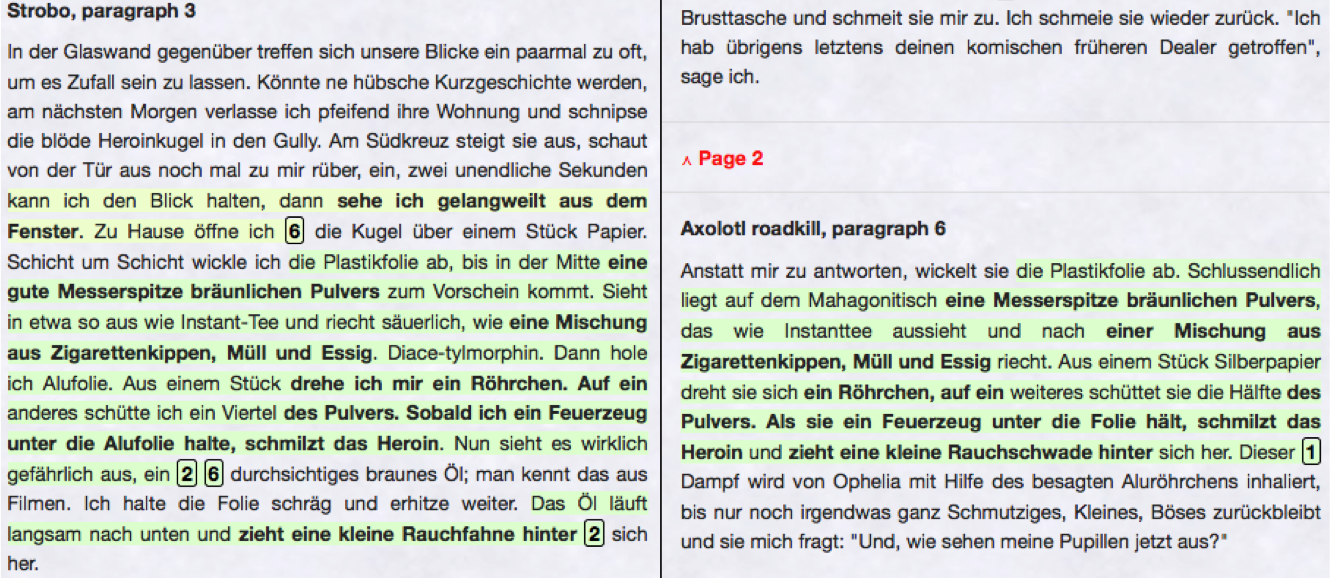 Strobo, paragraph 3
In der Glaswand gegenüber treffen sich unsere Blicke ein paarmal zu oft,
um es Zufall sein zu lassen. Könnte ne hübsche Kurzgeschichte werden,
am nächsten Morgen verlasse ich pfeifend ihre Wohnung und schnipse
die blöde Heroinkugel in den Gully. Am Südkreuz steigt sie aus, schaut
von der Tür aus noch mal zu mir rüber, ein, zwei unendliche Sekunden
kann ich den Blick halten, dann sehe ich gelangweilt aus dem
Fenster. Zu Hause öffne ich 6 die Kugel über einem Stück Papier.
Schicht um Schicht wickle ich die Plastikfolie ab, bis in der Mitte eine
gute Messerspitze bräunlichen Pulvers zum Vorschein kommt. Sieht
in etwa so aus wie Instant-Tee und riecht säuerlich, wie eine Mischung
aus Zigarettenkippen, Müll und Essig. Diace-tylmorphin. Dann hole
ich Alufolie. Aus einem Stück drehe ich mir ein Röhrchen. Auf ein
anderes schütte ich ein Viertel des Pulvers. Sobald ich ein Feuerzeug
unter die Alufolie halte, schmilzt das Heroin. Nun sieht es wirklich
gefährlich aus, ein 2 6 durchsichtiges braunes Öl; man kennt das aus
Filmen. Ich halte die Folie schräg und erhitze weiter. Das Öl läuft
langsam nach unten und zieht eine kleine Rauchfahne hinter 2 sich
her.
Brusttasche und schmeit sie mir zu. Ich schmeie sie wieder zurück. "Ich
hab übrigens letztens deinen komischen früheren Dealer getroffen",
sage ich.
^ Page 2
Axolotl roadkill, paragraph 6
Anstatt mir zu antworten, wickelt sie die Plastikfolie ab. Schlussendlich
liegt auf dem Mahagonitisch eine Messerspitze bräunlichen Pulvers,
das wie Instanttee aussieht und nach einer Mischung aus
Zigarettenkippen, Müll und Essig riecht. Aus einem Stück Silberpapier
dreht sie sich ein Röhrchen, auf ein weiteres schüttet sie die Hälfte des
Pulvers. Als sie ein Feuerzeug unter die Folie hält, schmilzt das
Heroin und zieht eine kleine Rauchschwade hinter sich her. Dieser 1
Dampf wird von Ophelia mit Hilfe des besagten Aluröhrchens inhaliert,
bis nur noch irgendwas ganz Schmutziges, Kleines, Böses zurückbleibt
und sie mich fragt: "Und, wie sehen meine Pupillen jetzt aus?"